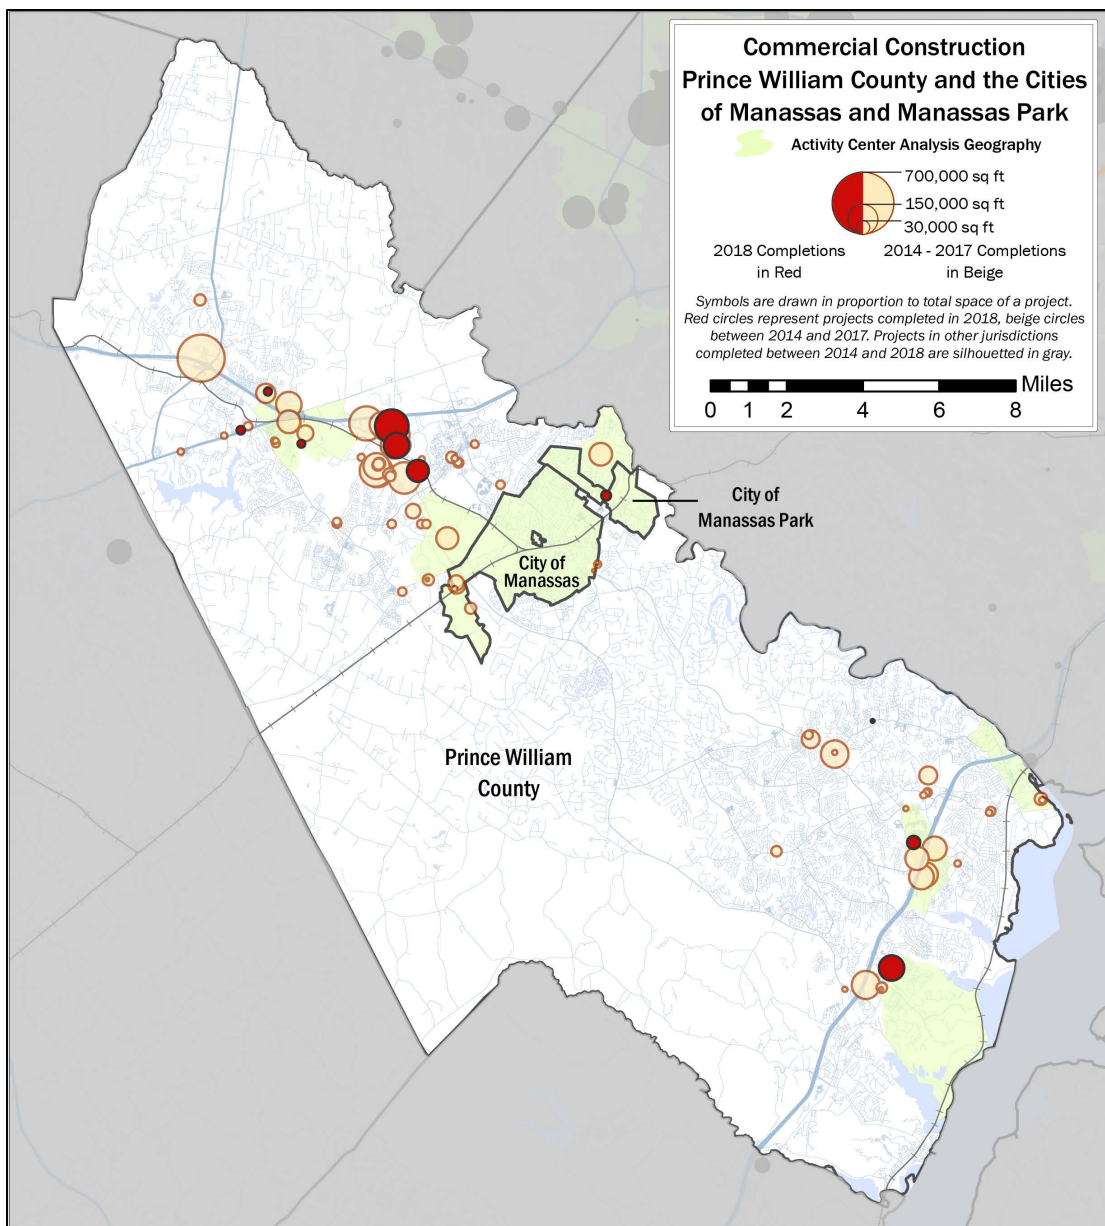 Commercial Construction
Prince William County and the Cities
of Manassas and Manassas Park
Activity Center Analysis Geography
700,000 sq ft
150,000 sq ft
30,000 sq ft
2018 Completions
in Red
2014 - 2017 Completions
in Beige
Symbols are drawn in proportion to total space of a project.
Red circles represent projects completed in 2018, beige circles
between 2014 and 2017. Projects in other jurisdictions
completed between 2014 and 2018 are silhouetted in gray.
Miles
0 1 2 4 6 8
City of
Manassas Park
City of
Manassas
Prince William
County